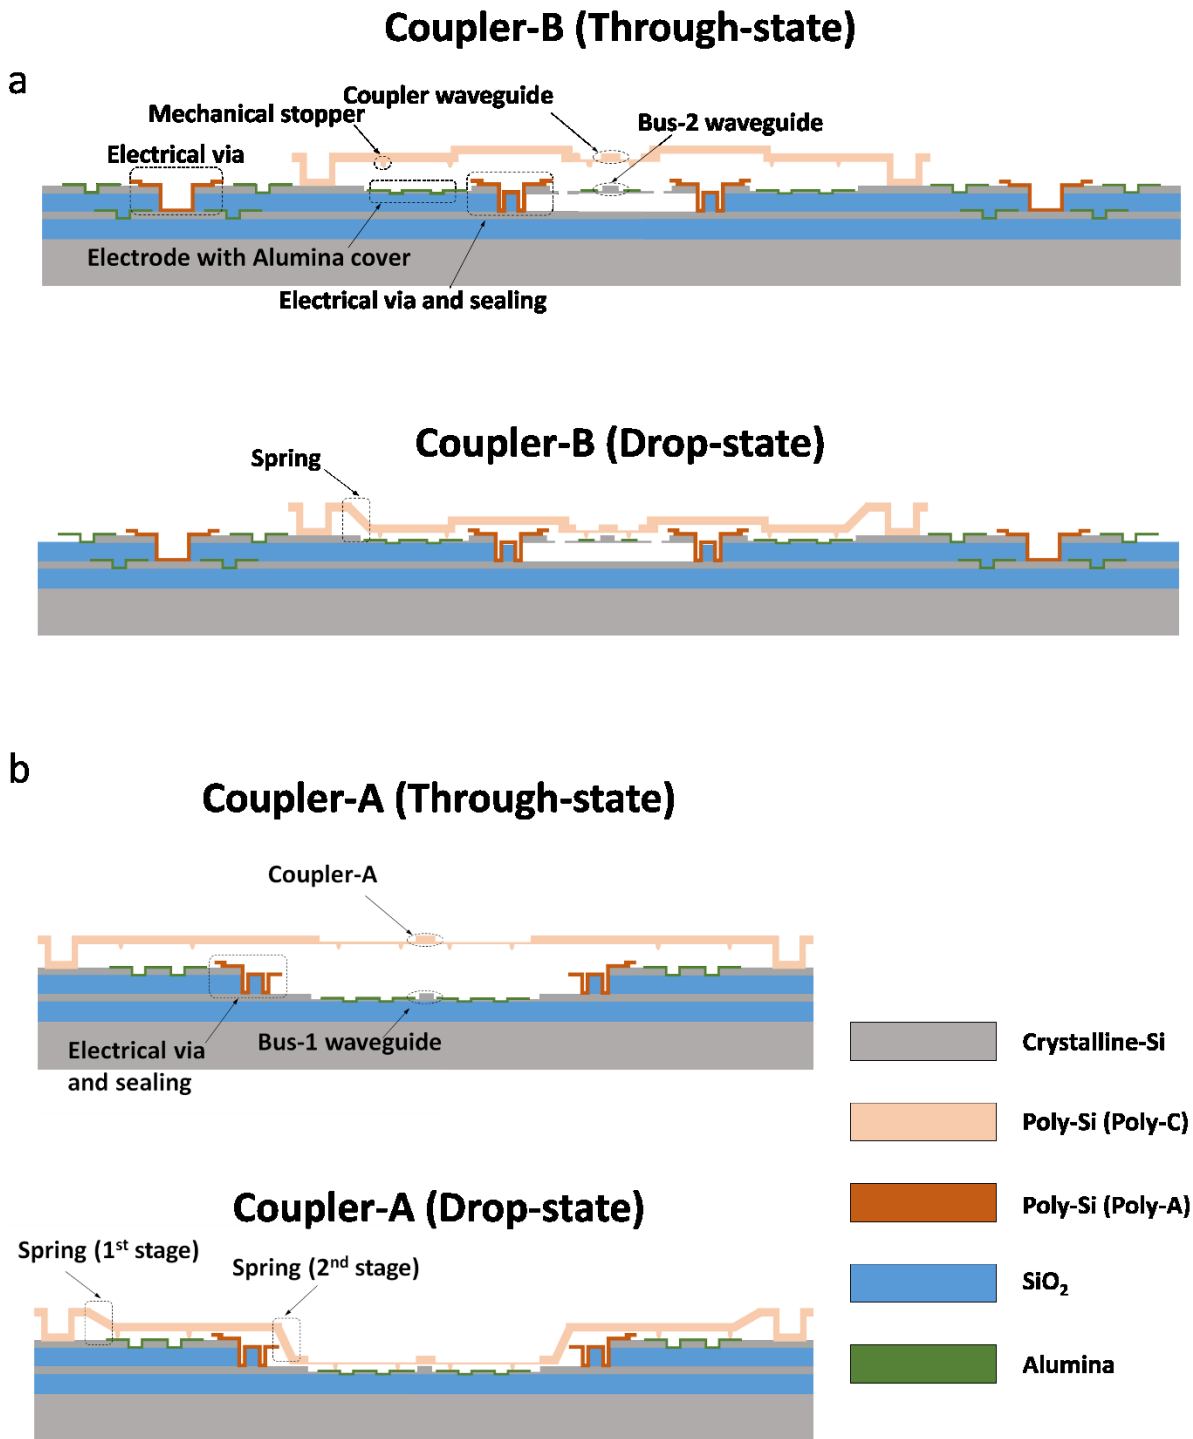 Coupler-B (Through-state)
a
Coupler waveguide
Mechanical stopper
Bus-2 waveguide
Electrical via
Electrode with Alumina cover
Electrical via and sealing
Coupler-B (Drop-state)
Spring
b
Coupler-A (Through-state)
Coupler-A
Electrical via
and sealing
Bus-1 waveguide
Crystalline-Si
Poly-Si (Poly-C)
Poly-Si (Poly-A)
SiO₂
Alumina
Coupler-A (Drop-state)
Spring (1st stage)
Spring (2nd stage)